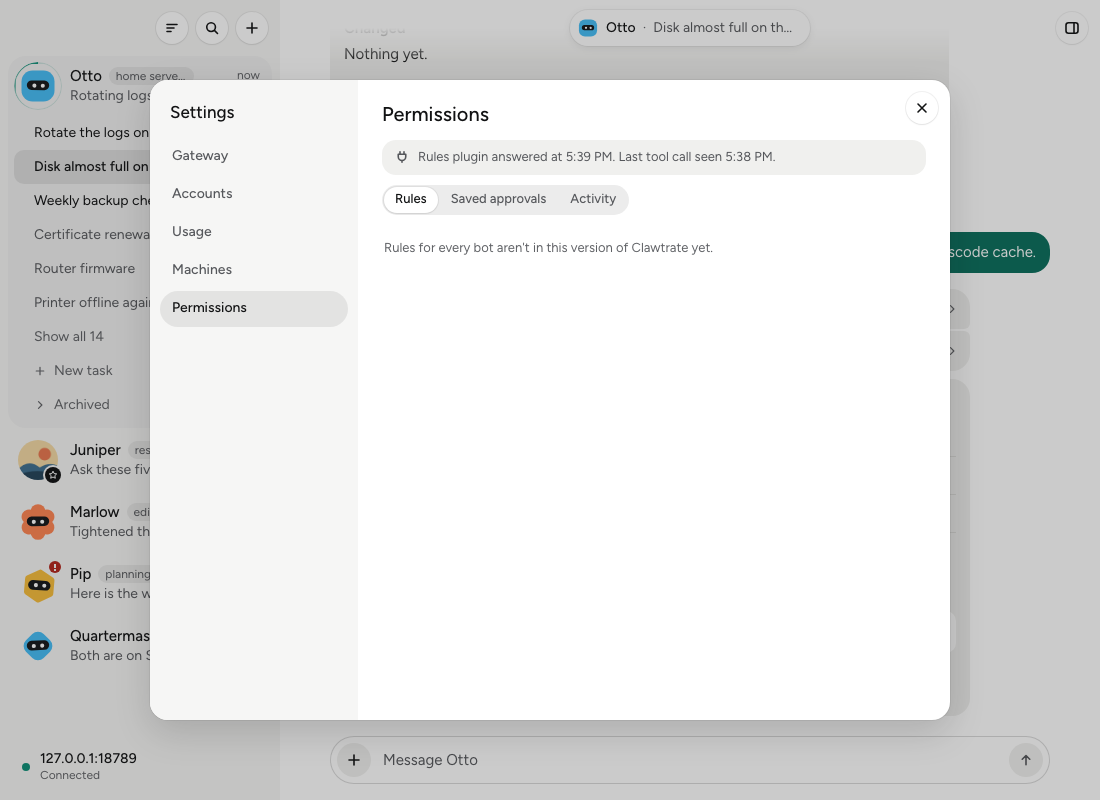 Changed
Otto · Disk almost full on th...
Nothing yet.
Otto
home serve...
now
Rotating logs
Rotate the logs on
Disk almost full on
Weekly backup che
Certificate renewa
Router firmware
Printer offline again
Show all 14
New task
Archived
Juniper
res
Ask these five
Marlow
edi
Tightened th
Pip
planning
Here is the w
Quartermas
Both are on S
127.0.0.1:18789
Connected
Settings
Gateway
Accounts
Usage
Machines
Permissions
Permissions
Rules plugin answered at 5:39 PM. Last tool call seen 5:38 PM.
Rules
Saved approvals
Activity
Rules for every bot aren't in this version of Clawtrate yet.
scode cache.
Message Otto